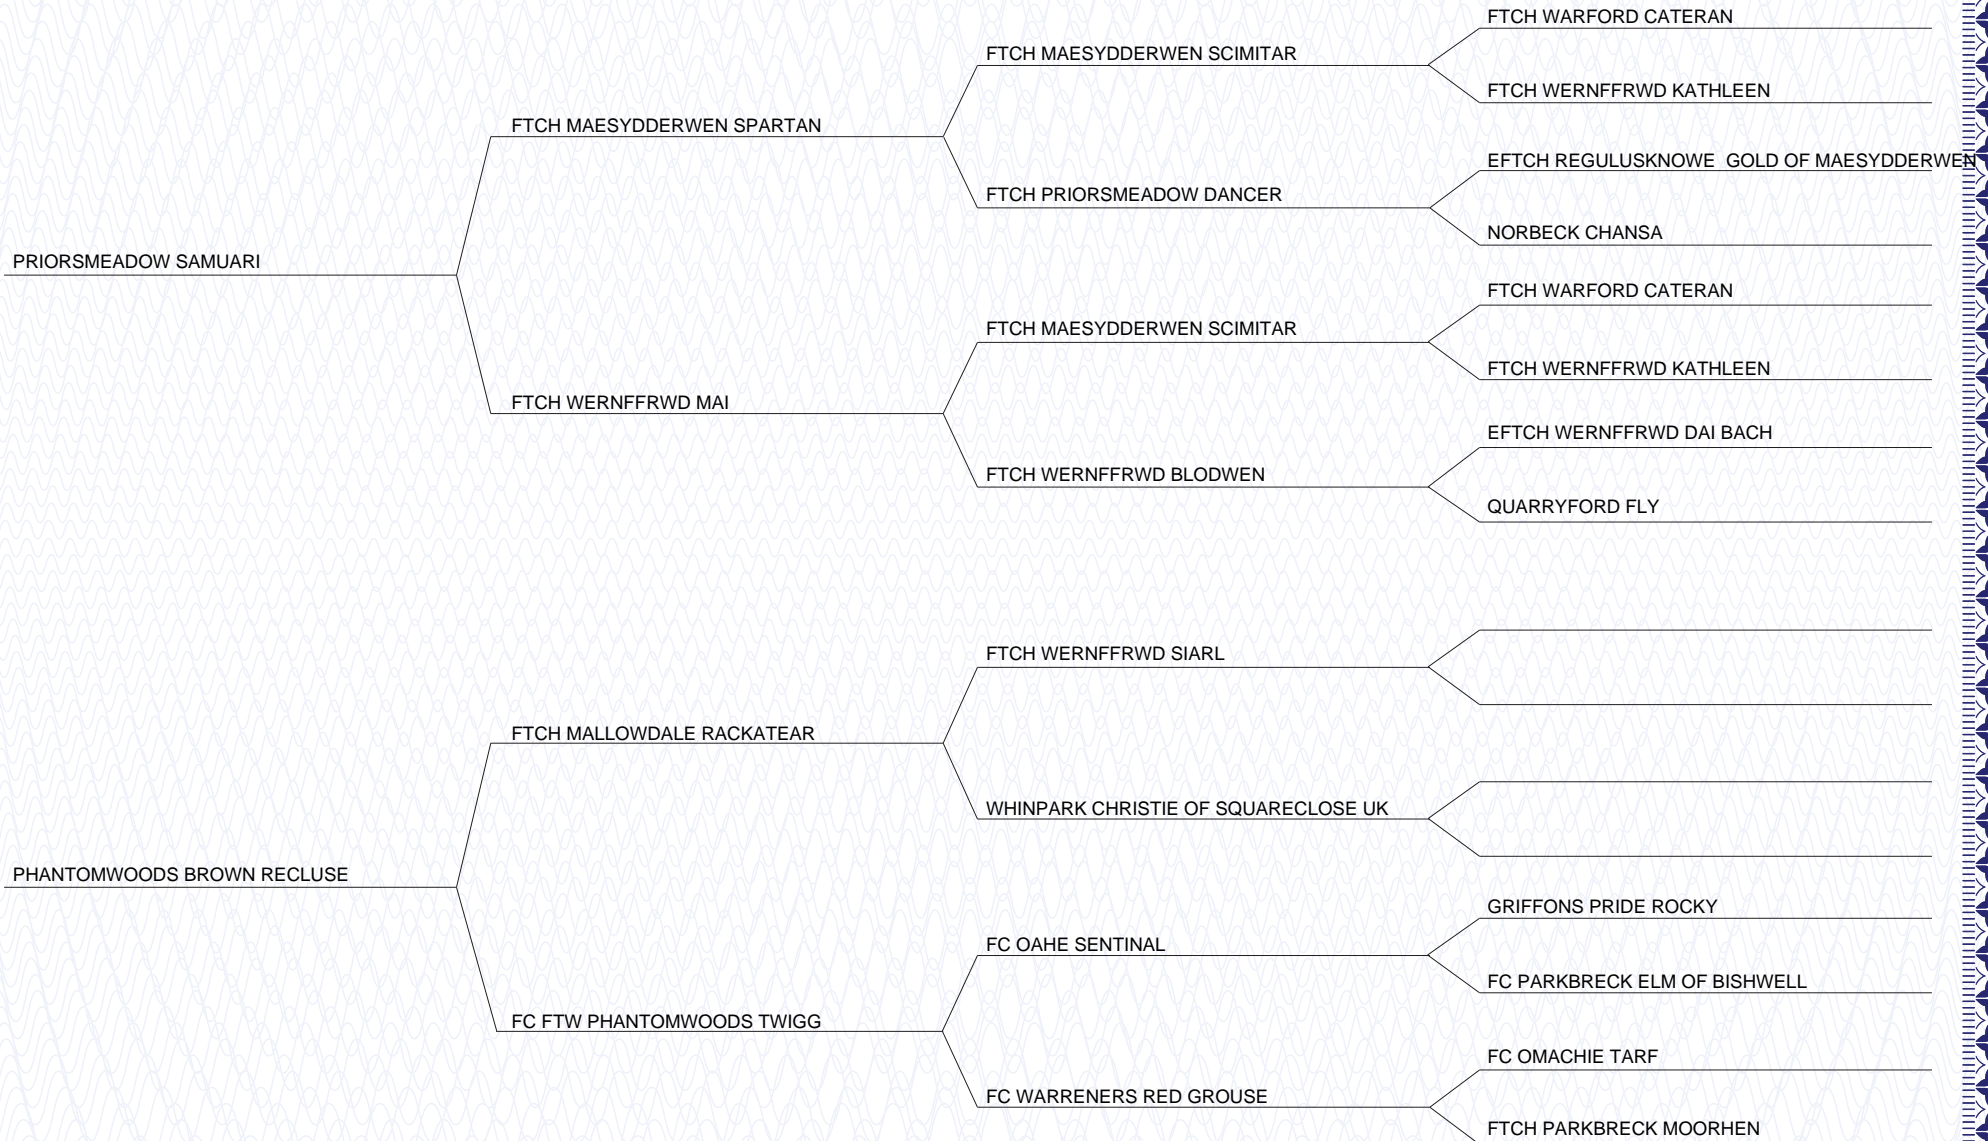 FTCH WARFORD CATERAN
FTCH MAESYDDERWEN SCIMITAR
FTCH WERNFFRWD KATHLEEN
FTCH MAESYDDERWEN SPARTAN
EFTCH REGULUSKNOWE  GOLD OF MAESYDDERWEN
FTCH PRIORSMEADOW DANCER
NORBECK CHANSA
PRIORSMEADOW SAMUARI
FTCH WARFORD CATERAN
FTCH MAESYDDERWEN SCIMITAR
FTCH WERNFFRWD KATHLEEN
FTCH WERNFFRWD MAI
EFTCH WERNFFRWD DAI BACH
FTCH WERNFFRWD BLODWEN
QUARRYFORD FLY
FTCH WERNFFRWD SIARL
FTCH MALLOWDALE RACKATEAR
WHINPARK CHRISTIE OF SQUARECLOSE UK
PHANTOMWOODS BROWN RECLUSE
GRIFFONS PRIDE ROCKY
FC OAHE SENTINAL
FC PARKBRECK ELM OF BISHWELL
FC FTW PHANTOMWOODS TWIGG
FC OMACHIE TARF
FC WARRENERS RED GROUSE
FTCH PARKBRECK MOORHEN